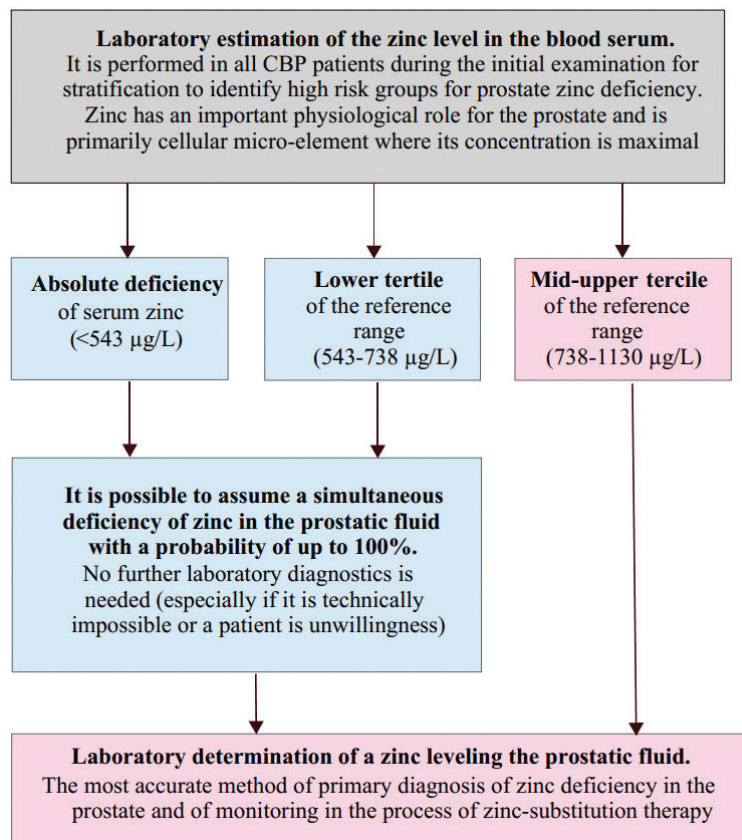 Laboratory estimation of the zinc level in the blood serum.
It is performed in all CBP patients during the initial examination for
stratification to identify high risk groups for prostate zinc deficiency.
Zinc has an important physiological role for the prostate and is
primarily cellular micro-element where its concentration is maximal
Absolute deficiency
of serum zinc
(<543 µg/L)
Lower tertile
of the reference
range
(543-738 µg/L)
Mid-upper tercile
of the reference
range
(738-1130 µg/L)
It is possible to assume a simultaneous
deficiency of zinc in the prostatic fluid
with a probability of up to 100%.
No further laboratory diagnostics is
needed (especially if it is technically
impossible or a patient is unwillingness)
Laboratory determination of a zinc leveling the prostatic fluid.
The most accurate method of primary diagnosis of zinc deficiency in the
prostate and of monitoring in the process of zinc-substitution therapy